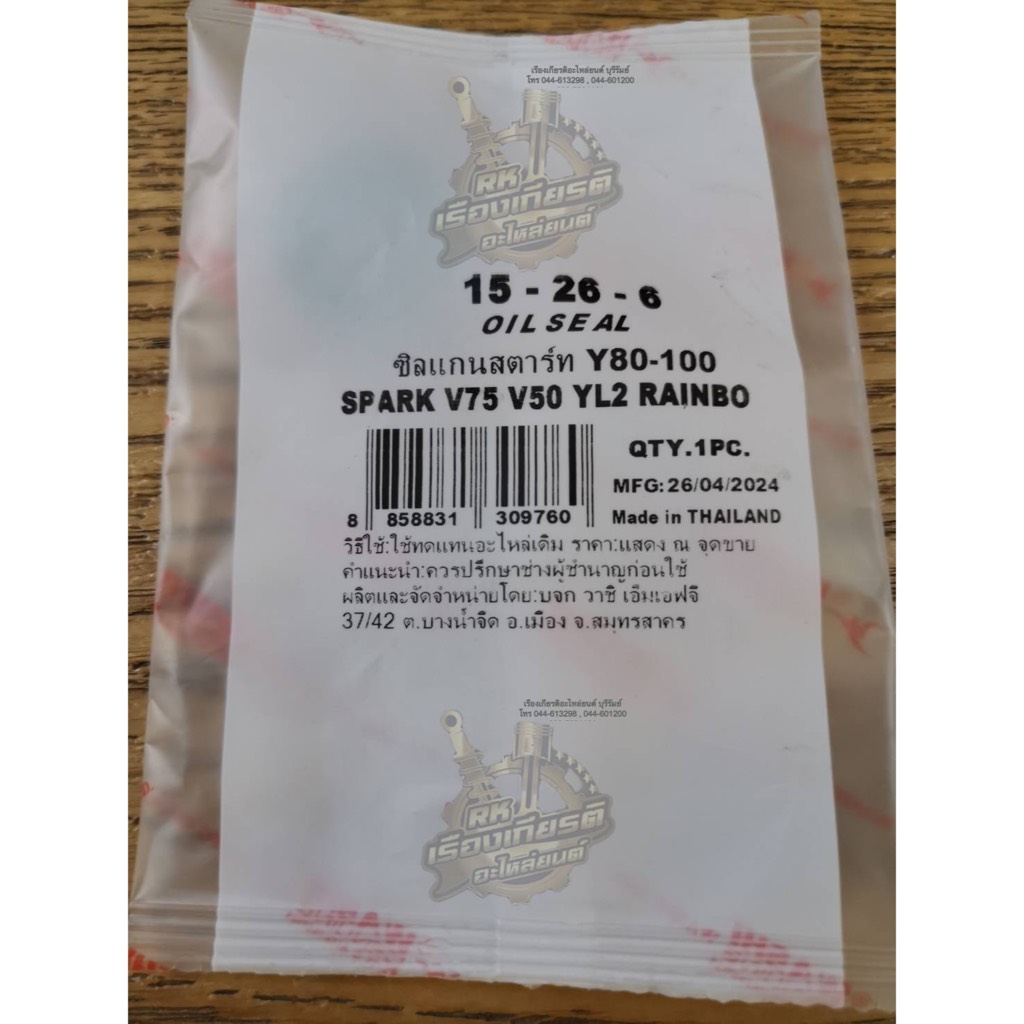 เรืองเกียรติอะไหล่ยนต์ บุรีรัมย์
โทร 044-613298 , 044-601200
RK
เรืองเกียรติ
อะไหล่ยนต์
15 - 26 - 6
OIL SEAL
ซิลแกนสตาร์ท Y80-100
SPARK V75 V50 YL2 RAINBO
QTY.1PC.
MFG:26/04/2024
8 858831 309760
Made in THAILAND
วิธีใช้:ใช้ทดแทนอะไหล่เดิม ราคา:แสดง ณ จุดขาย
คำแนะนำ:ควรปรึกษาช่างผู้ชำนาญก่อนใช้
ผลิตและจัดจำหน่ายโดย:บจก วาชิ เอ็มเอฟจี
37/42 ต.บางน้ำจืด อ.เมือง จ.สมุทรสาคร
เรืองเกียรติอะไหล่ยนต์ บุรีรัมย์
โทร 044-613298 , 044-601200
RK
เรืองเกียรติ
อะไหล่ยนต์